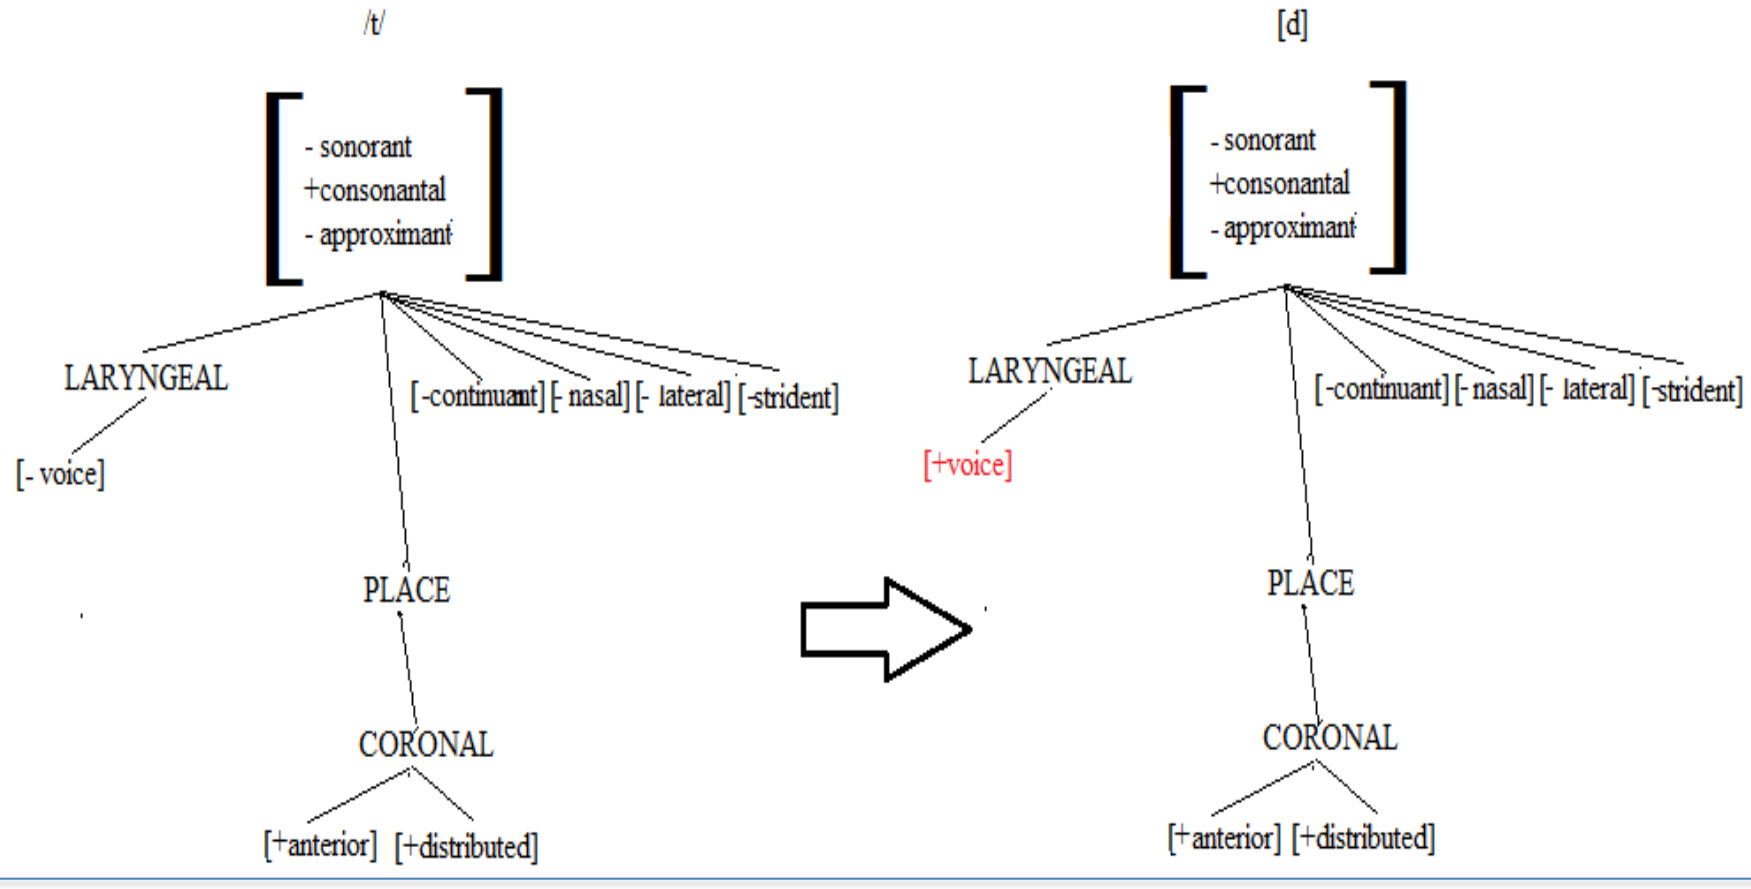 /t/
- sonorant
+consonantal
- approximant
LARYNGEAL
[-continuant] [- nasal] [- lateral] [-strident]
[- voice]
PLACE
CORONAL
[+anterior] [+distributed]
[d]
- sonorant
+consonantal
- approximant
LARYNGEAL
[-continuant] [- nasal] [- lateral] [-strident]
[+voice]
PLACE
CORONAL
[+anterior] [+distributed]